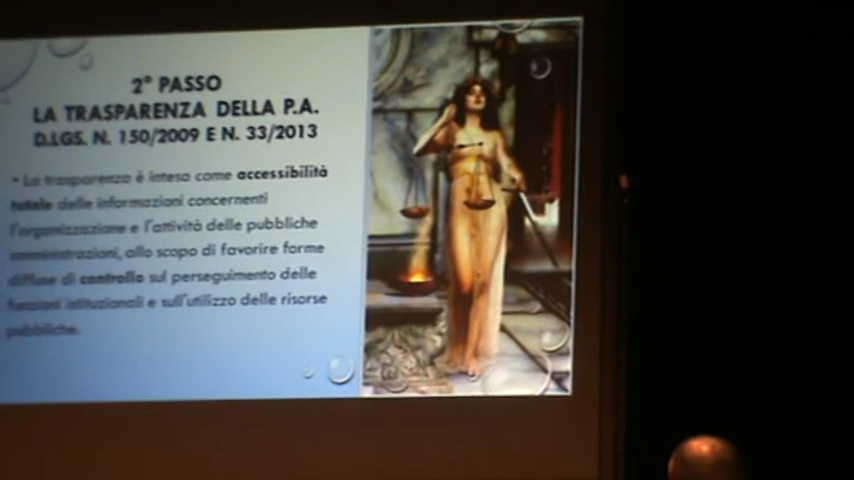 2° PASSO
LA TRASPARENZA DELLA P.A.
D.LGS. N. 150/2009 E N. 33/2013
• La trasparenza è intesa come accessibilità
totale delle informazioni concernenti
l'organizzazione e l'attività delle pubbliche
amministrazioni, allo scopo di favorire forme
diffuse di controllo sul perseguimento delle
funzioni istituzionali e sull'utilizzo delle risorse
pubbliche.